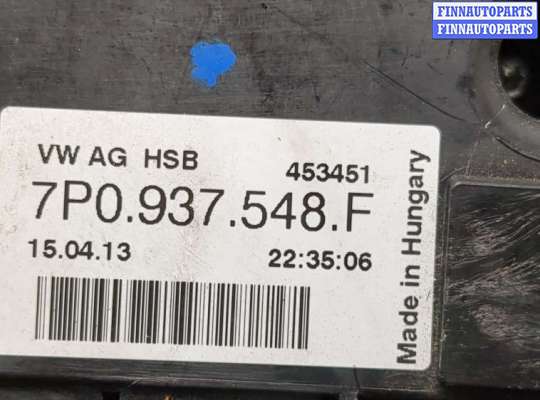 FINNAUTOPARTS
FINNAUTOPARTS
VW AG HSB 453451
7P0.937.548.F
15.04.13 22:35:06
Made in Hungary